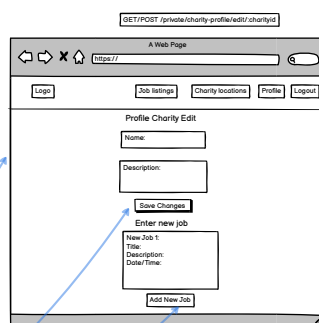 GET/POST /private/charity-profile/edit/:charityid
A Web Page
https://
Logo Job listings Charity locations Profile Logout
Profile Charity Edit
Name:
Description:
Save Changes
Enter new job
New Job 1:
Title:
Description:
Date/Time:
Add New Job